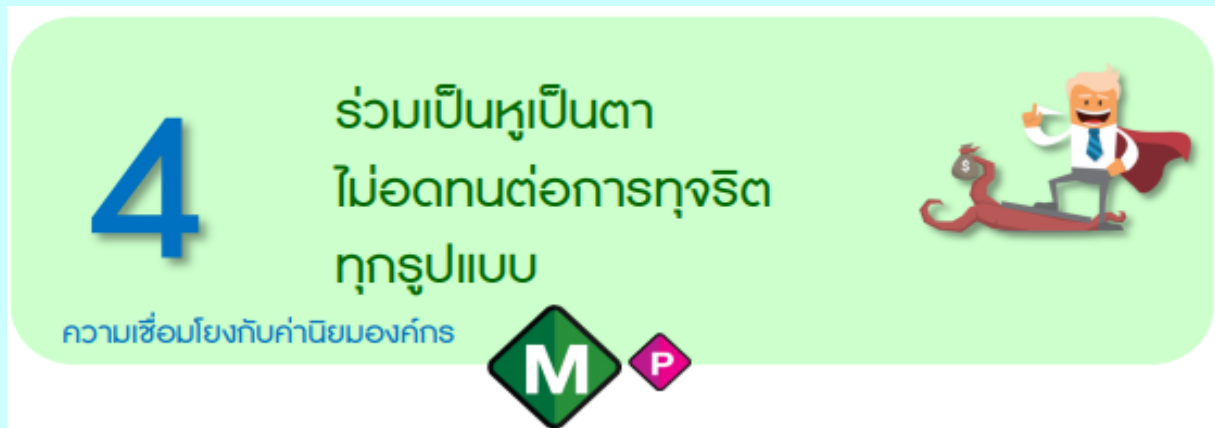 4
ร่วมเป็นหูเป็นตา
ไม่อดทนต่อการทุจริต
ทุกรูปแบบ
$
ความเชื่อมโยงกับค่านิยมองค์กร
M P